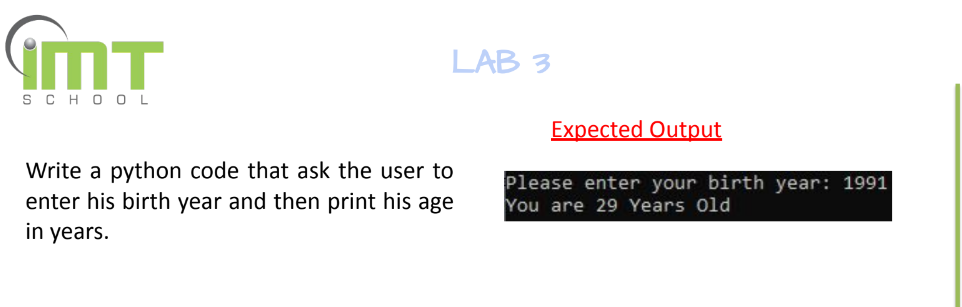 imt
SCHOOL
LAB 3
Expected Output
Write a python code that ask the user to
enter his birth year and then print his age
in years.
Please enter your birth year: 1991
You are 29 Years Old